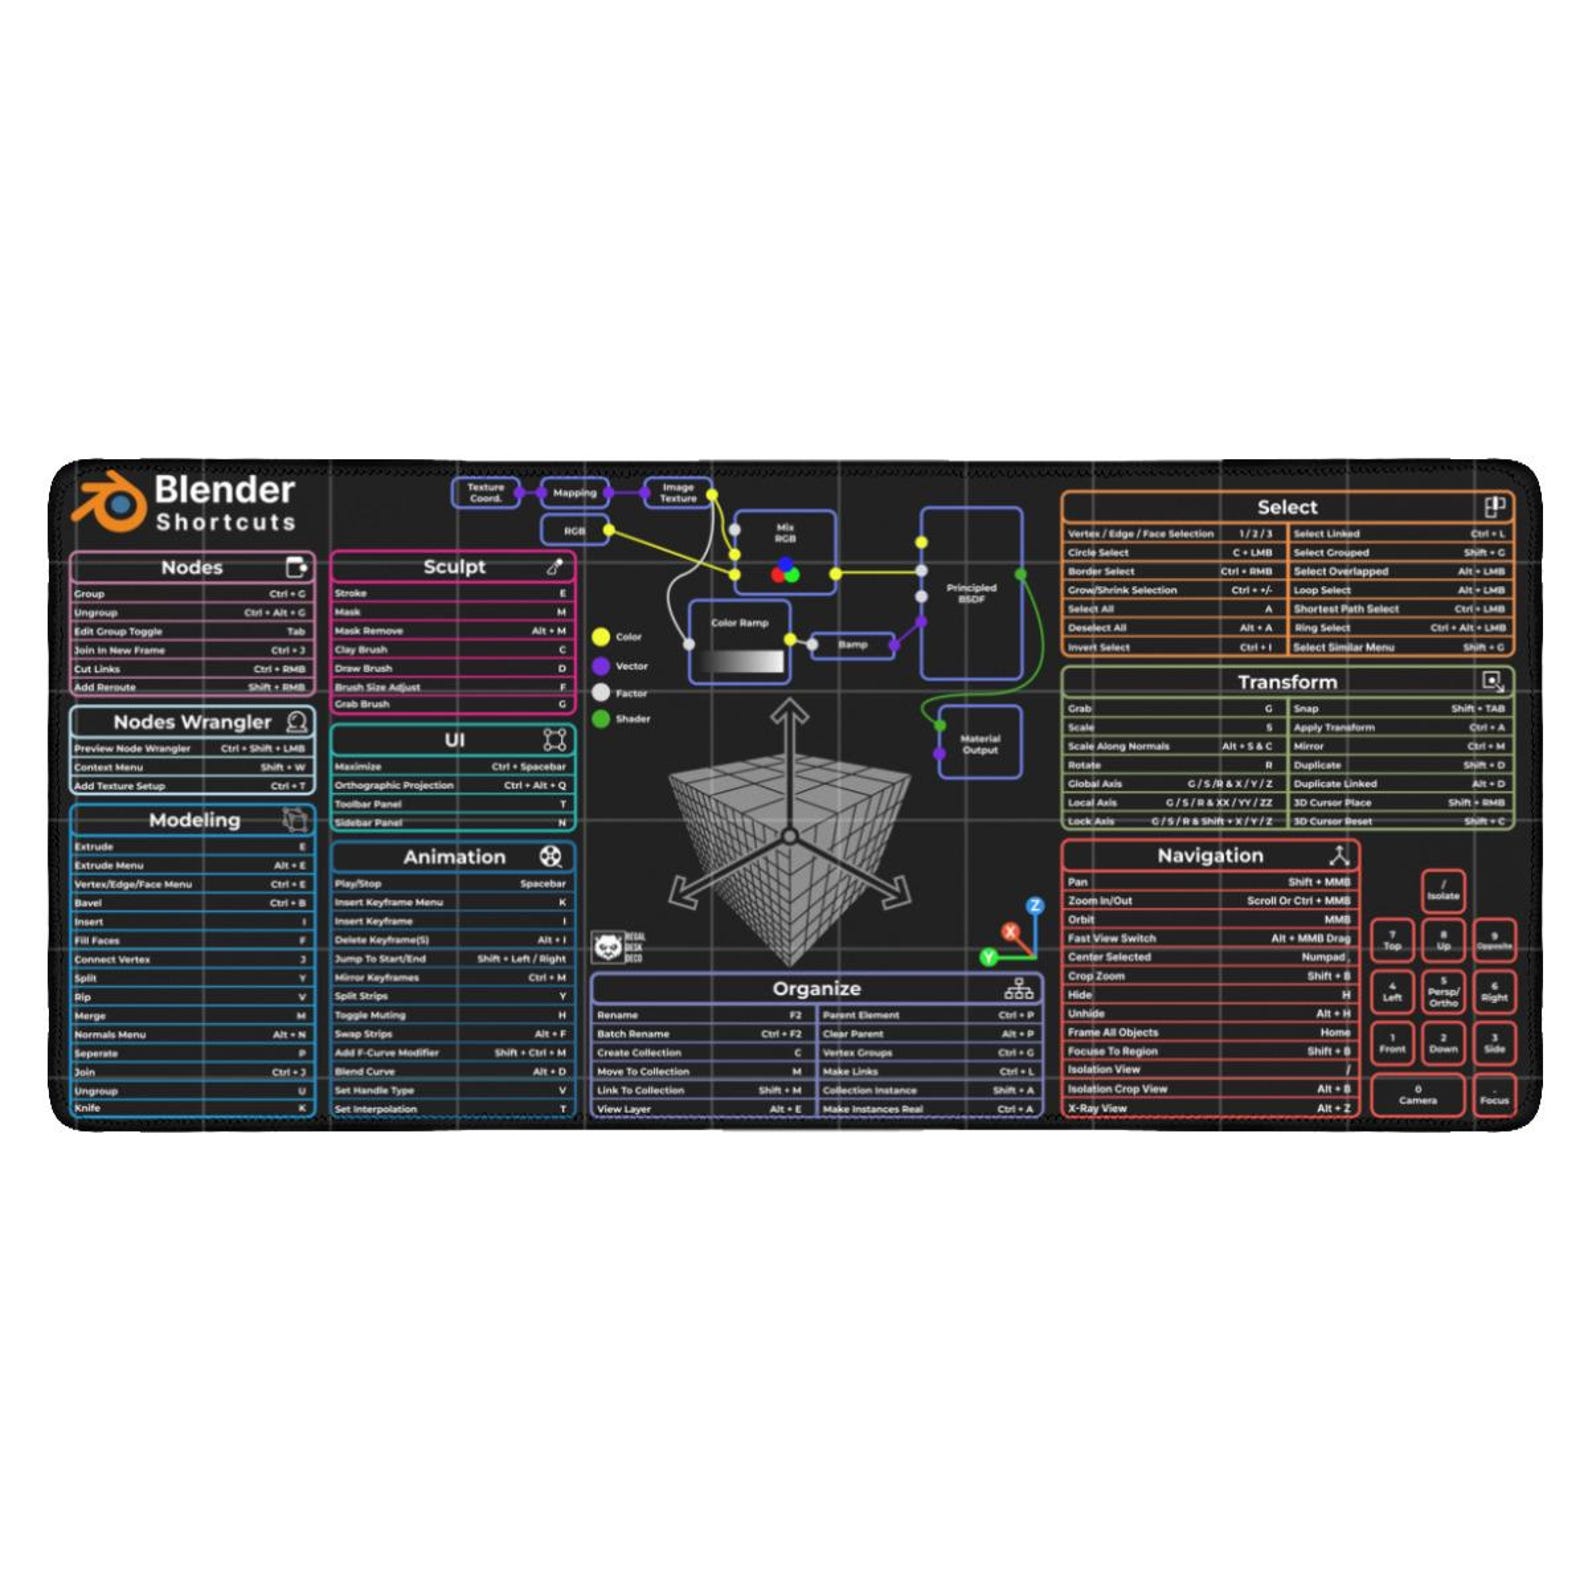 Blender
Shortcuts
Nodes
Group Ctrl + G
Ungroup Ctrl + Alt + G
Edit Group Toggle Tab
Join In New Frame Ctrl + J
Cut Links Ctrl + RMB
Add Reroute Shift + RMB
Nodes Wrangler
Preview Node Wrangler Ctrl + Shift + LMB
Context Menu Shift + W
Add Texture Setup Ctrl + T
Modeling
Extrude E
Extrude Menu Alt + E
Vertex/Edge/Face Menu Ctrl + E
Bavel Ctrl + B
Insert I
Fill Faces F
Connect Vertex J
Split Y
Rip V
Merge M
Normals Menu Alt + N
Seperate P
Join Ctrl + J
Ungroup U
Knife K
Sculpt
Stroke E
Mask M
Mask Remove Alt + M
Clay Brush C
Draw Brush D
Brush Size Adjust F
Grab Brush G
UI
Maximize Ctrl + Spacebar
Orthographic Projection Ctrl + Alt + Q
Toolbar Panel T
Sidebar Panel N
Animation
Play/Stop Spacebar
Insert Keyframe Menu K
Insert Keyframe I
Delete Keyframe(S) Alt + I
Jump To Start/End Shift + Left / Right
Mirror Keyframes Ctrl + M
Split Strips Y
Toggle Muting H
Swap Strips Alt + F
Add F-Curve Modifier Shift + Ctrl + M
Blend Curve Alt + D
Set Handle Type V
Set Interpolation T
Texture
Coord.
Mapping
Image
Texture
RGB
Mix
RGB
Principled
BSDF
Color Ramp
Bamp
Material
Output
Color
Vector
Factor
Shader
Z
X
Y
REGAL
DESK
DECO
Organize
Rename F2 Parent Element Ctrl + P
Batch Rename Ctrl + F2 Clear Parent Alt + P
Create Collection C Vertex Groups Ctrl + G
Move To Collection M Make Links Ctrl + L
Link To Collection Shift + M Collection Instance Shift + A
View Layer Alt + E Make Instances Real Ctrl + A
Select
Vertex / Edge / Face Selection 1 / 2 / 3 Select Linked Ctrl + L
Circle Select C + LMB Select Grouped Shift + G
Border Select Ctrl + RMB Select Overlapped Alt + LMB
Grow/Shrink Selection Ctrl + +/- Loop Select Alt + LMB
Select All A Shortest Path Select Ctrl + LMB
Deselect All Alt + A Ring Select Ctrl + Alt + LMB
Invert Select Ctrl + I Select Similar Menu Shift + G
Transform
Grab G Snap Shift + TAB
Scale S Apply Transform Ctrl + A
Scale Along Normals Alt + S & C Mirror Ctrl + M
Rotate R Duplicate Shift + D
Global Axis G / S /R & X / Y / Z Duplicate Linked Alt + D
Local Axis G / S / R & XX / YY / ZZ 3D Cursor Place Shift + RMB
Lock Axis G / S / R & Shift + X / Y / Z 3D Cursor Reset Shift + C
Navigation
Pan Shift + MMB
Zoom In/Out Scroll Or Ctrl + MMB
Orbit MMB
Fast View Switch Alt + MMB Drag
Center Selected Numpad ,
Crop Zoom Shift + B
Hide H
Unhide Alt + H
Frame All Objects Home
Focuse To Region Shift + B
Isolation View /
Isolation Crop View Alt + B
X-Ray View Alt + Z
/
Isolate
7
Top
8
Up
9
Opposite
4
Left
5
Persp/
Ortho
6
Right
1
Front
2
Down
3
Side
0
Camera
.
Focus